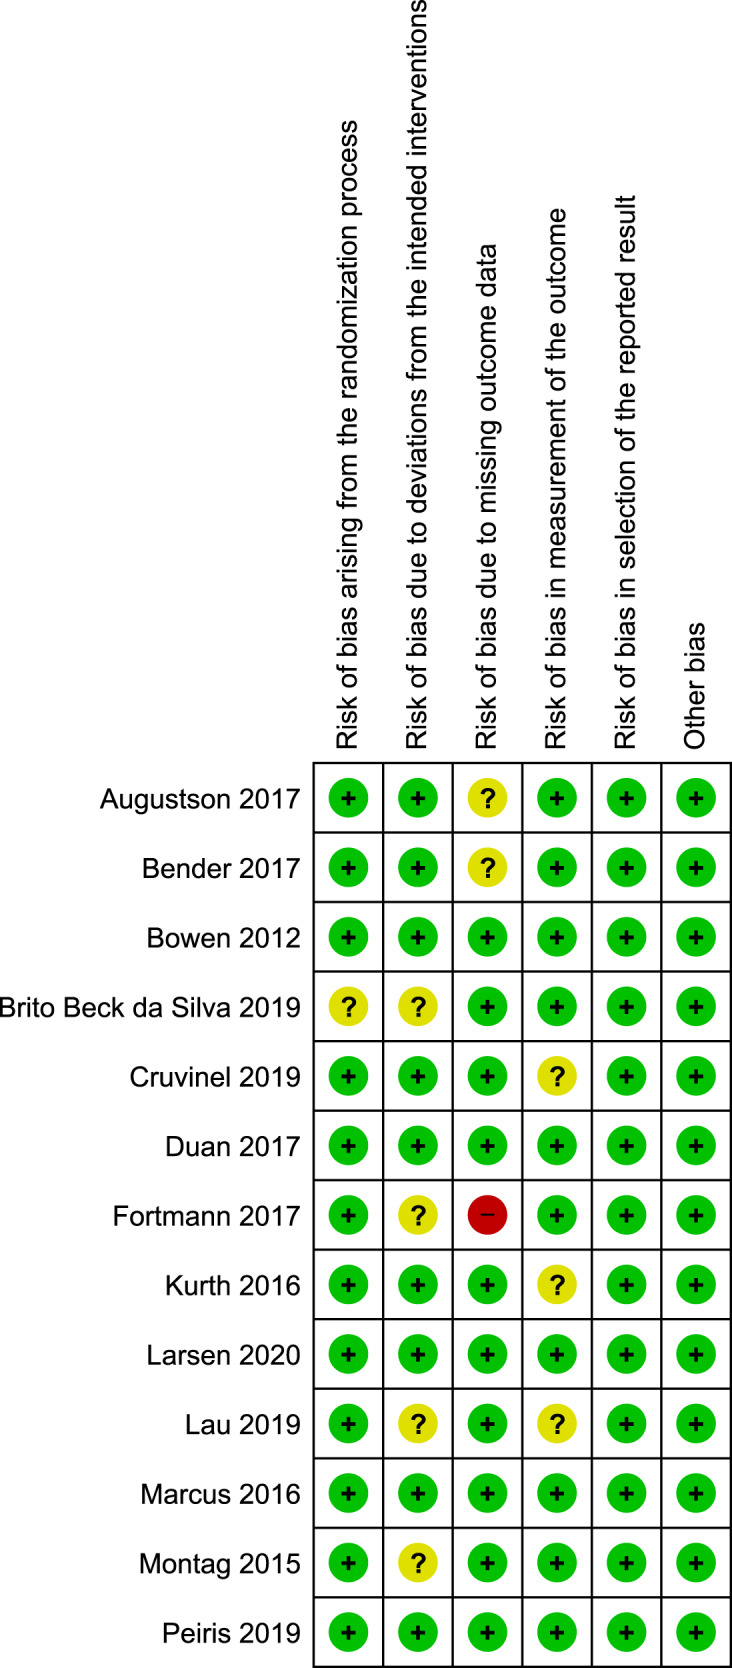 Risk of bias arising from the randomization process
Risk of bias due to deviations from the intended interventions
Risk of bias due to missing outcome data
Risk of bias in measurement of the outcome
Risk of bias in selection of the reported result
Other bias
Augustson 2017 + + ? + + +
Bender 2017 + + ? + + +
Bowen 2012 + + + + + +
Brito Beck da Silva 2019 ? ? + + + +
Cruvinel 2019 + + + ? + +
Duan 2017 + + + + + +
Fortmann 2017 + ? − + + +
Kurth 2016 + + + ? + +
Larsen 2020 + + + + + +
Lau 2019 + ? + ? + +
Marcus 2016 + + + + + +
Montag 2015 + ? + + + +
Peiris 2019 + + + + + +